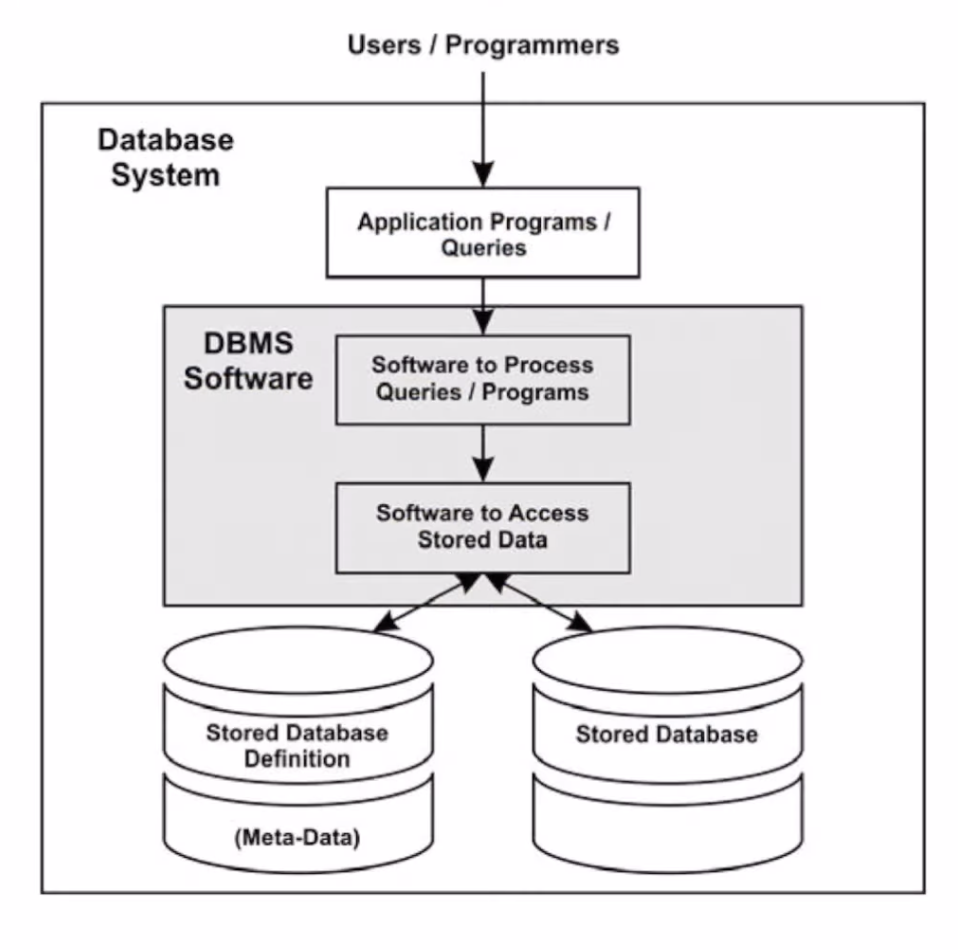 Users / Programmers
Database
System
Application Programs /
Queries
DBMS
Software
Software to Process
Queries / Programs
Software to Access
Stored Data
Stored Database
Definition
(Meta-Data)
Stored Database